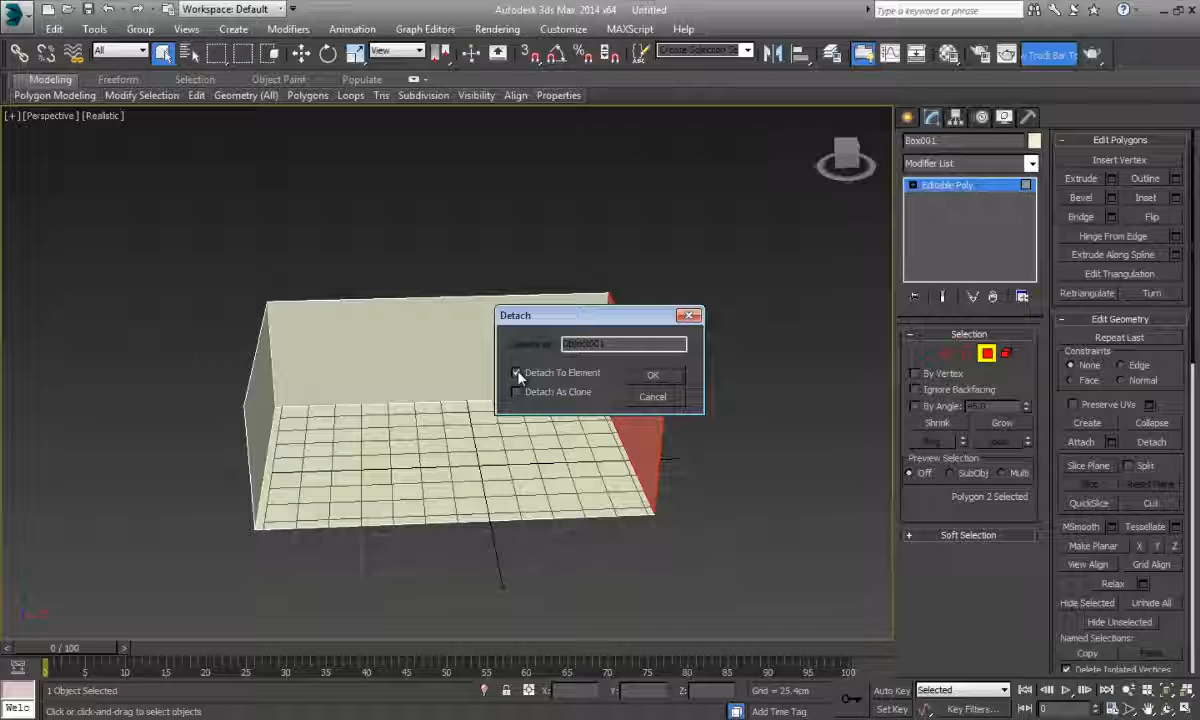 Workspace: Default
Autodesk 3ds Max 2014 x64    Untitled
Type a keyword or phrase
Edit Tools Group Views Create Modifiers Animation Graph Editors Rendering Customize MAXScript Help
All
View
Create Selection Se
Modeling Freeform Selection Object Paint Populate
Polygon Modeling Modify Selection Edit Geometry (All) Polygons Loops Tris Subdivision Visibility Align Properties
[+] [Perspective] [Realistic]
Box001
Modifier List
Editable Poly
Detach
Object001
Detach To Element
OK
Detach As Clone
Cancel
Selection
By Vertex
Ignore Backfacing
By Angle: 45.0
Shrink Grow
Preview Selection
Off SubObj Multi
Polygon 2 Selected
Soft Selection
Edit Polygons
Insert Vertex
Extrude Outline
Bevel Inset
Bridge Flip
Hinge From Edge
Extrude Along Spline
Edit Triangulation
Retriangulate Turn
Edit Geometry
Repeat Last
Constraints
None Edge
Face Normal
Preserve UVs
Create Collapse
Attach Detach
Slice Plane Split
Slice Reset Plane
QuickSlice Cut
MSmooth Tessellate
Make Planar X Y Z
View Align Grid Align
Relax
Hide Selected Unhide All
Hide Unselected
Named Selections:
Copy Paste
Delete Isolated Vertices
0 / 100
0 5 10 15 20 25 30 35 40 45 50 55 60 65 70 75 80 85 90 95 100
1 Object Selected
X: Y: Z:
Grid = 25.4cm
Auto Key Selected
Welc
Click or click-and-drag to select objects
Add Time Tag
Set Key Key Filters... 0